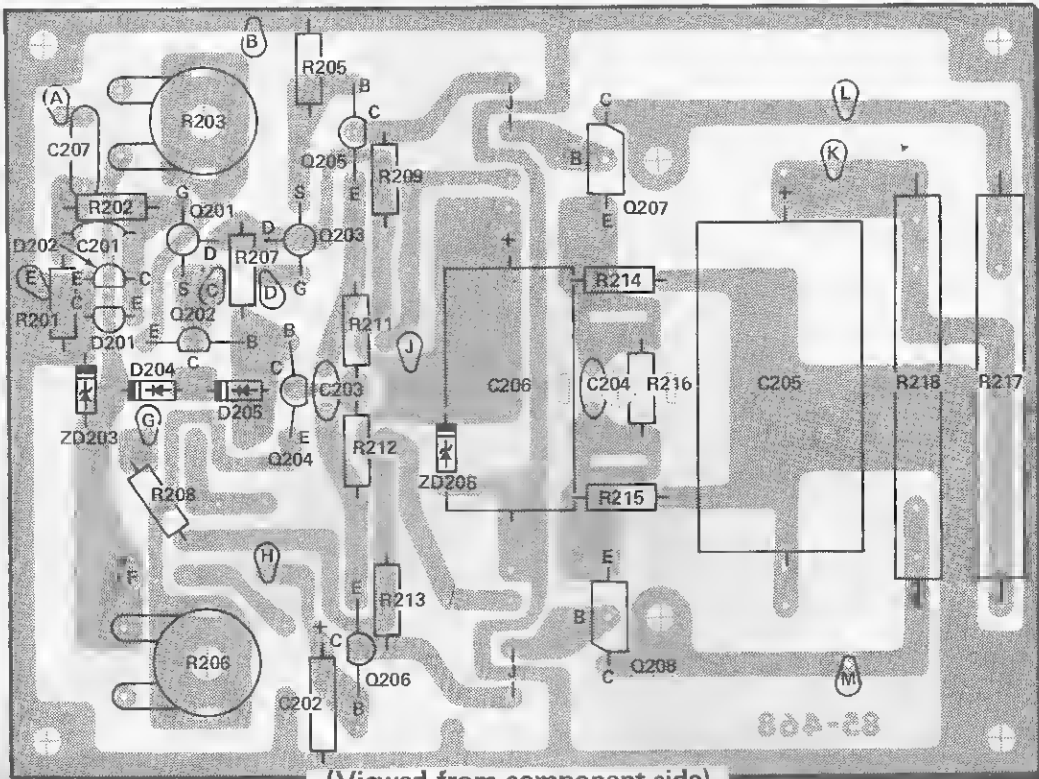 B
R205
L
A
B
C
J
C
R203
C207
Q205
B
K
R209
R202
E
Q207
G
S
Q201
E
+
D202
C201
D
D
Q203
R207
+
E
E
C
R214
S
C
D
G
C
E
R201
Q202
D201
R211
E
B
B
J
C
D204
C
C203
C206
C204
R216
C205
R218
R217
D205
G
ZD203
E
R212
Q204
ZD206
R208
R215
H
E
E
R213
B
+
C
R206
J
Q206
Q208
C
M
C202
B
85-468
(Viewed from component side)